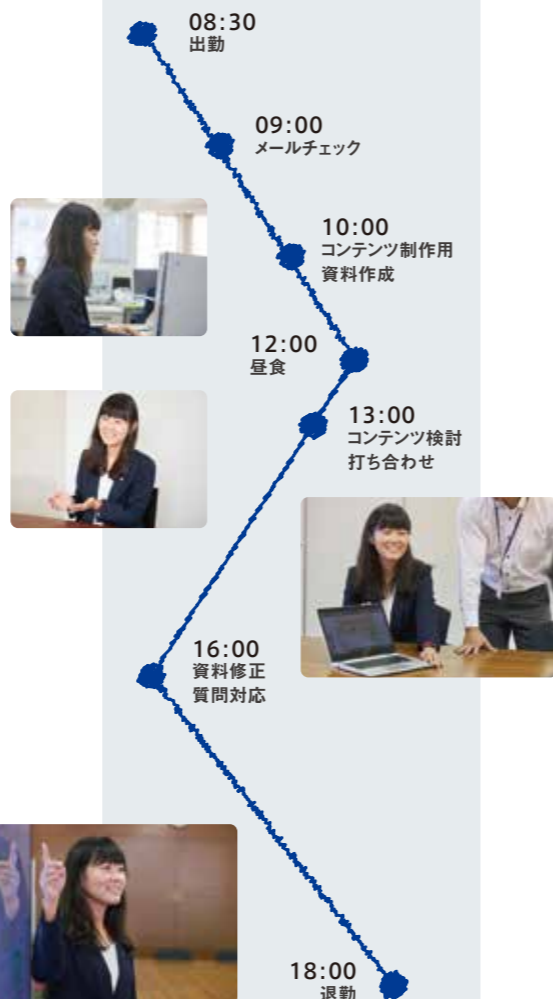 08:30
出勤
09:00
メールチェック
10:00
コンテンツ制作用
資料作成
12:00
昼食
13:00
コンテンツ検討
打ち合わせ
16:00
資料修正
質問対応
18:00
退勤